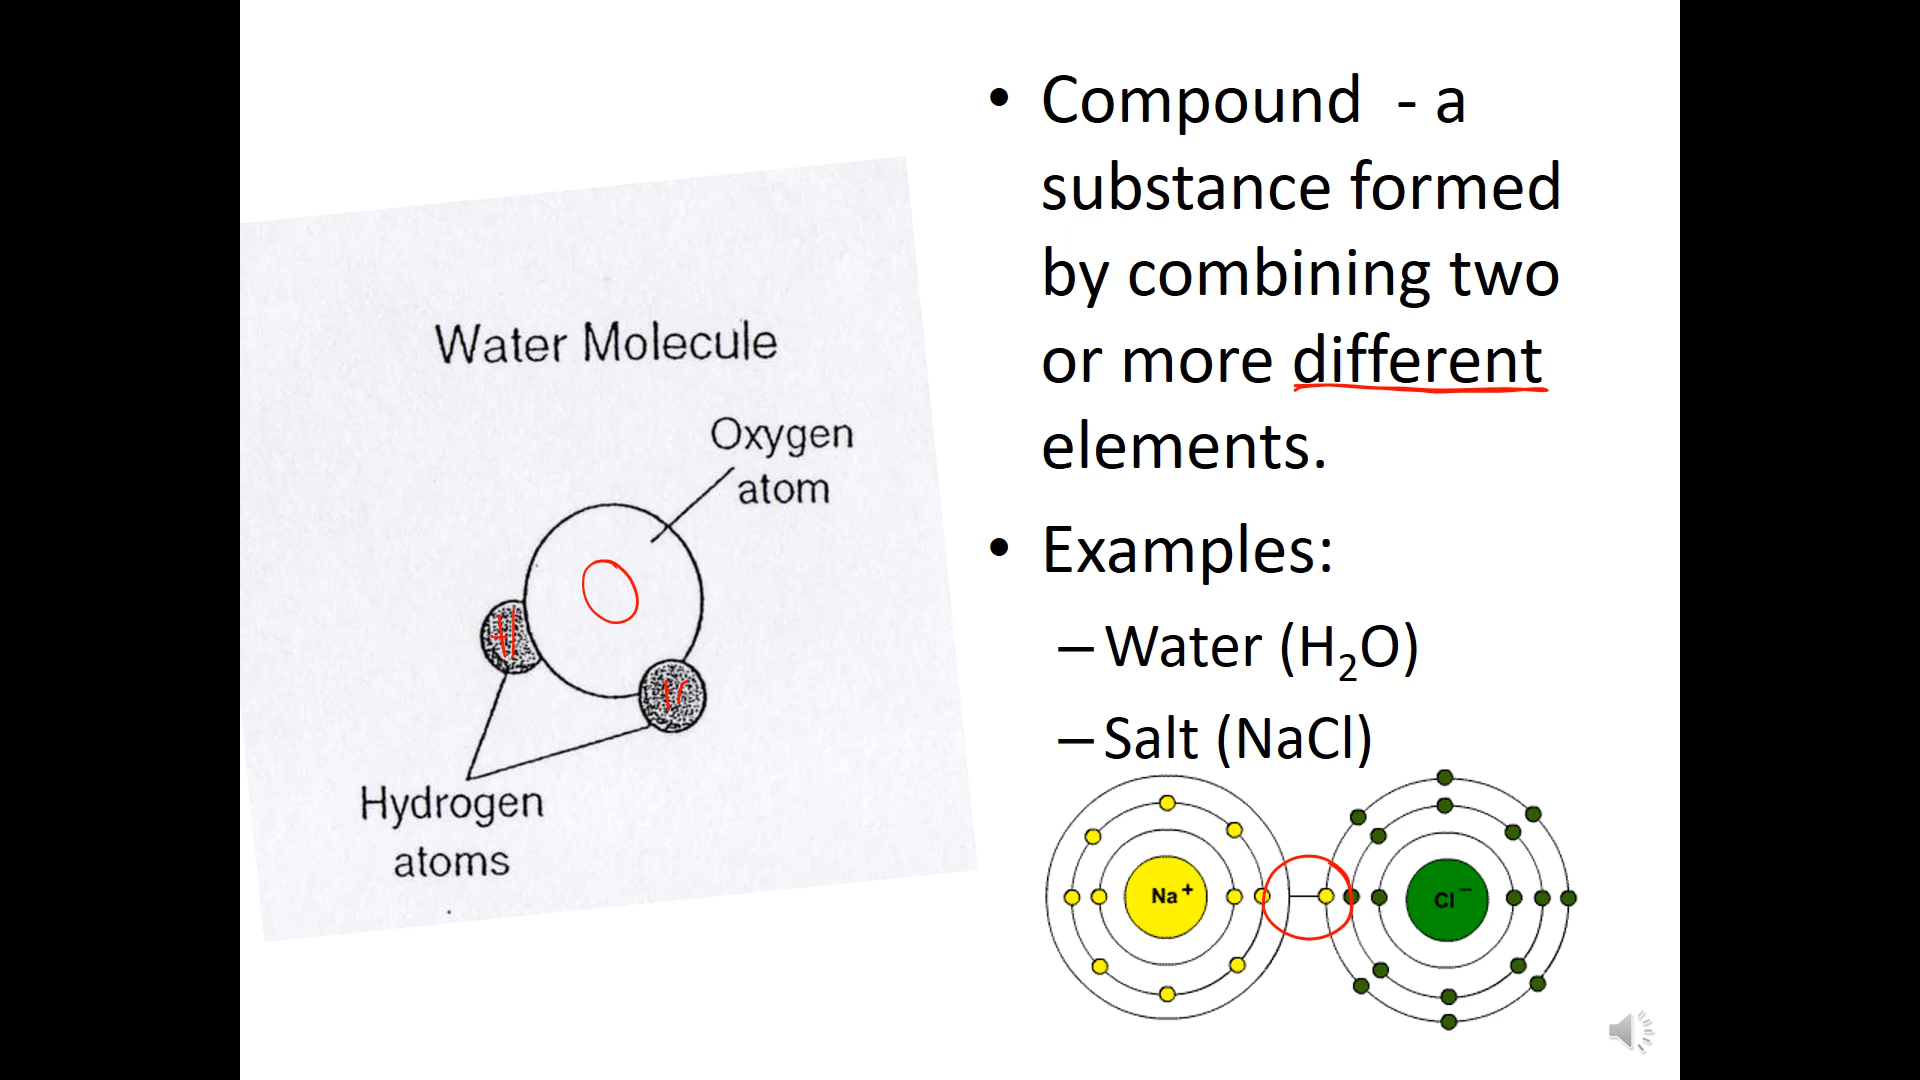 Water Molecule
Oxygen
atom
O
H
H
Hydrogen
atoms
• Compound - a
substance formed
by combining two
or more different
elements.
• Examples:
– Water (H₂O)
– Salt (NaCl)
Na⁺
Cl⁻